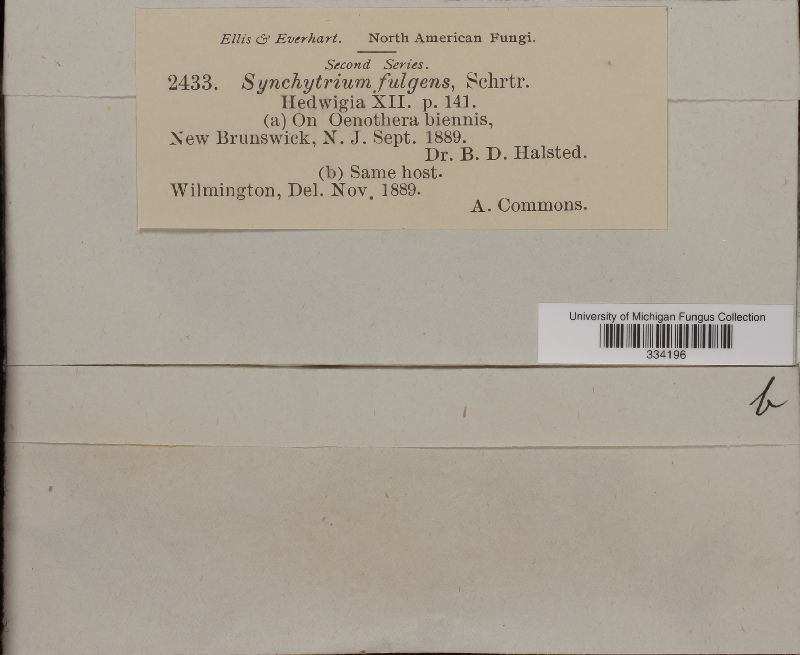 Ellis & Everhart. North American Fungi.
Second Series.
2433. Synchytrium fulgens, Schrtr.
Hedwigia XII. p. 141.
(a) On Oenothera biennis,
New Brunswick, N. J. Sept. 1889.
Dr. B. D. Halsted.
(b) Same host.
Wilmington, Del. Nov. 1889.
A. Commons.
University of Michigan Fungus Collection
334196
b